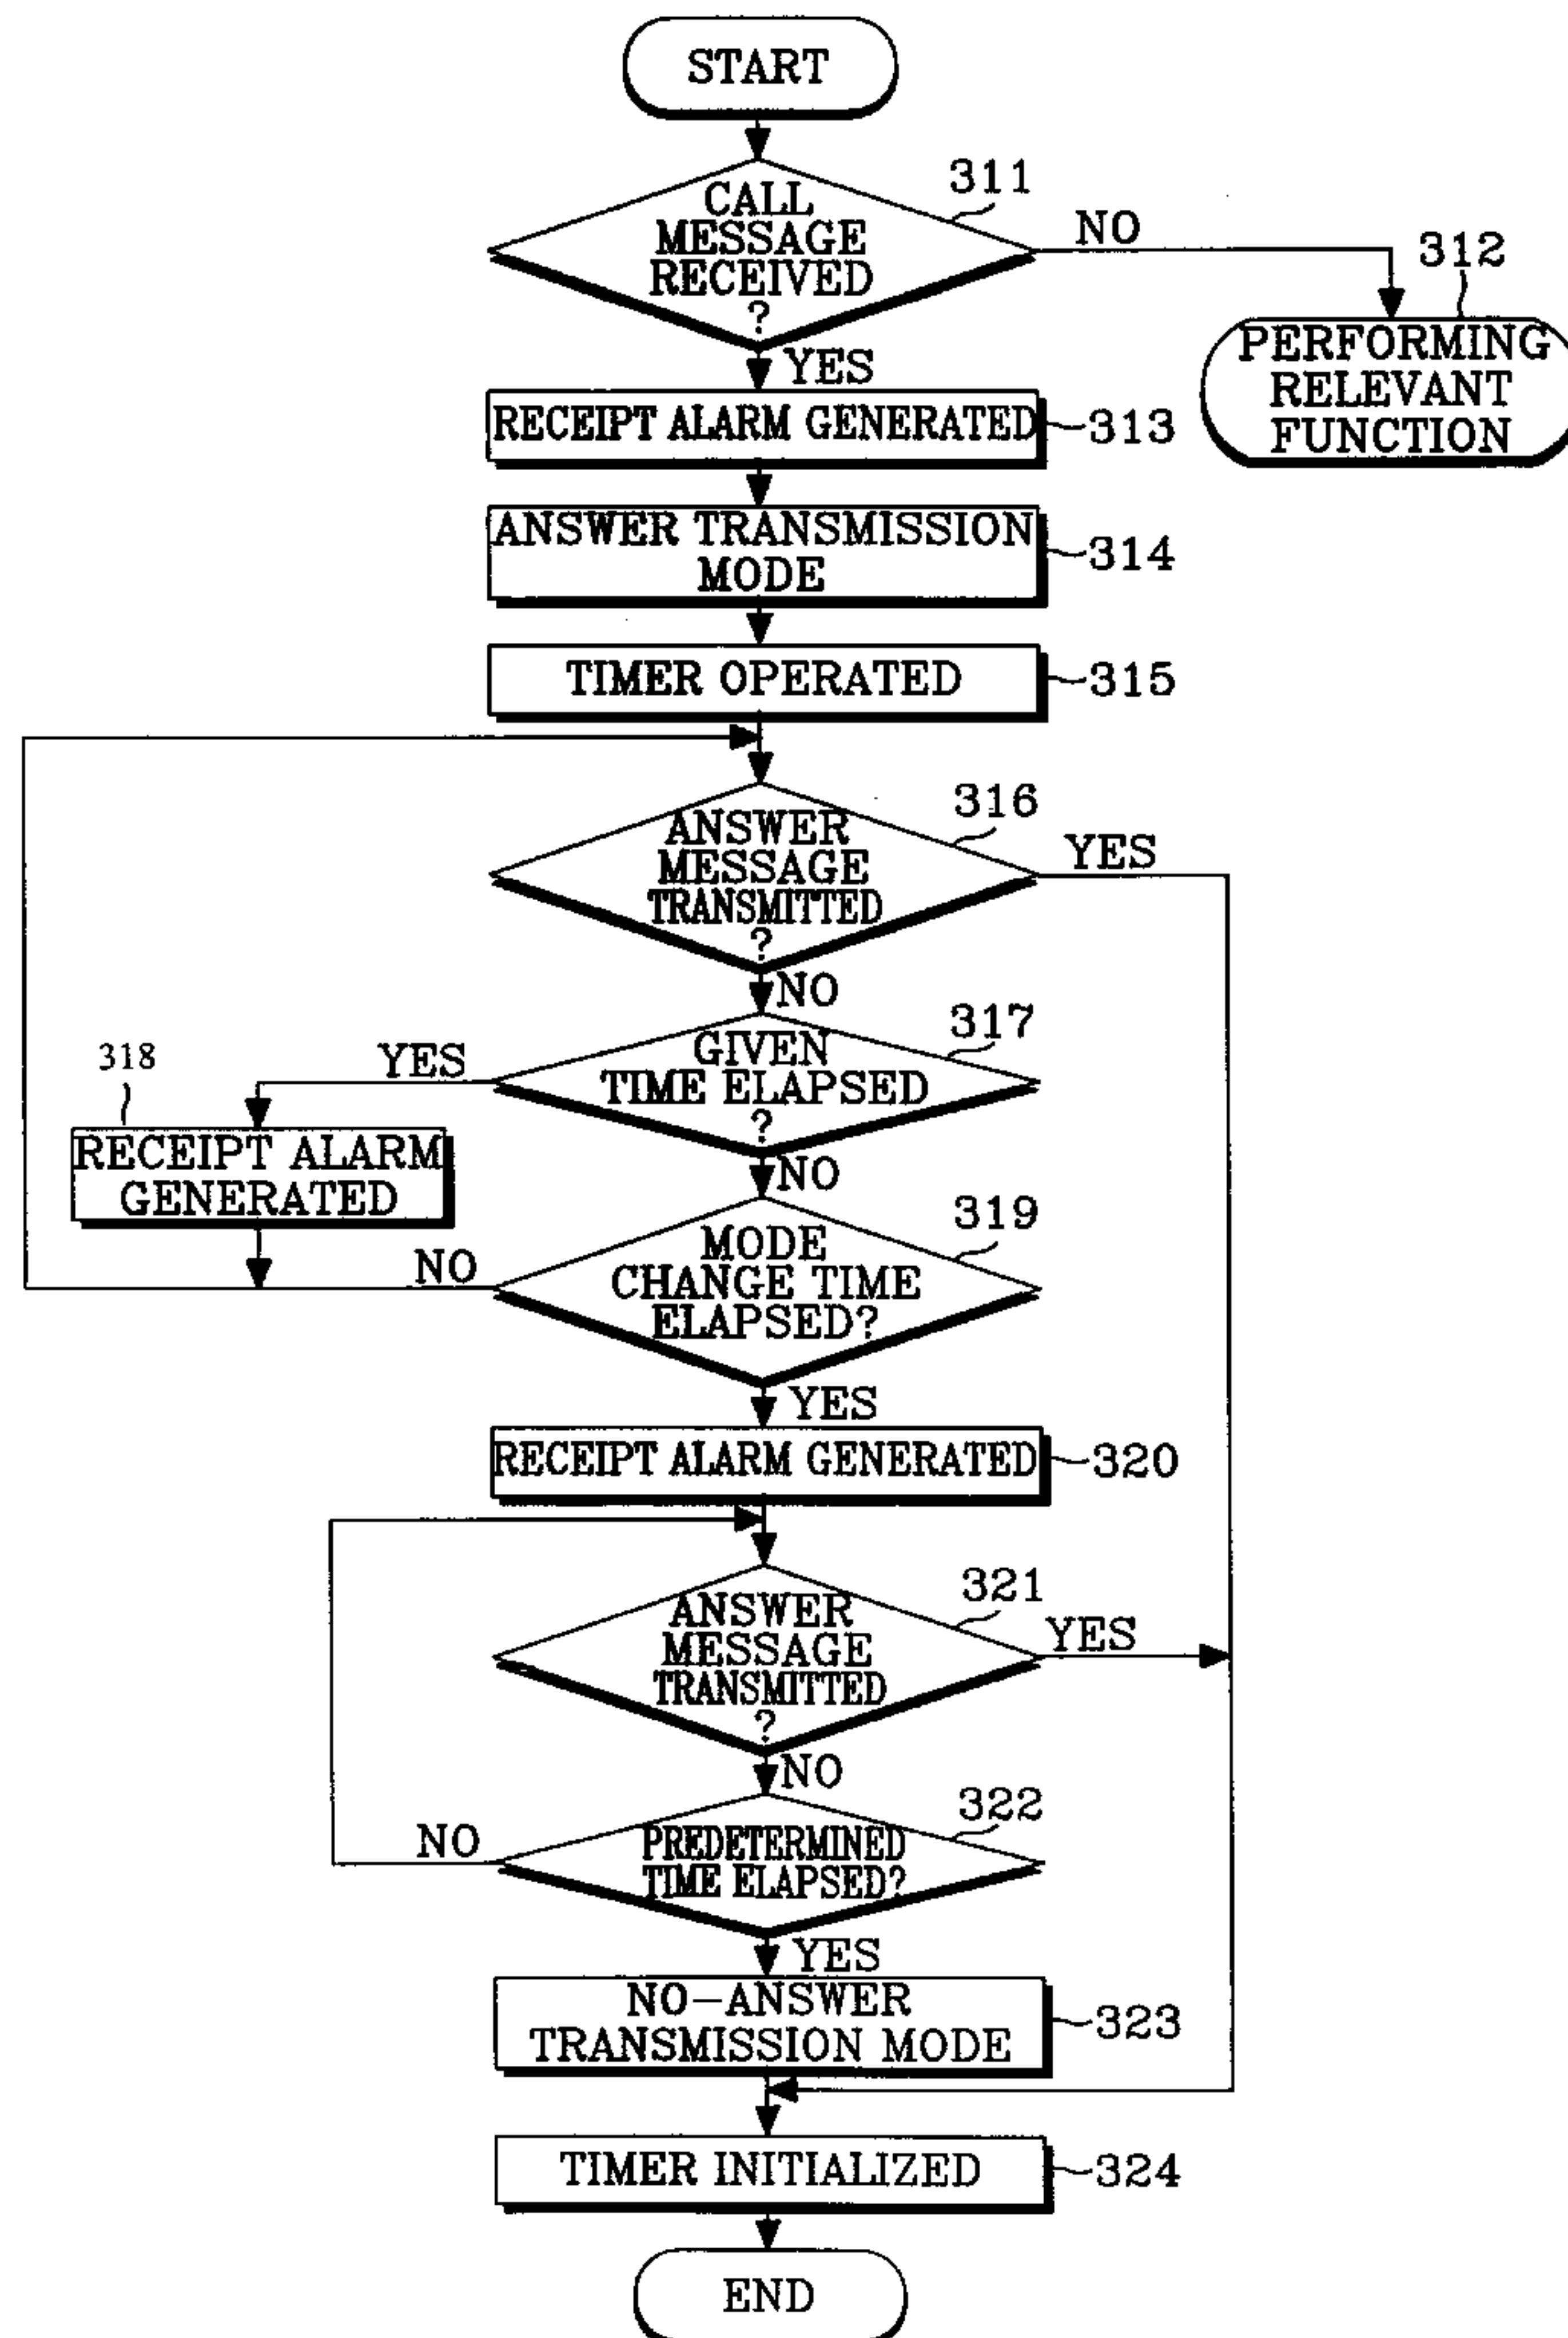 START
311
CALL
MESSAGE
RECEIVED
?
NO
312
PERFORMING
RELEVANT
FUNCTION
YES
RECEIPT ALARM GENERATED
313
ANSWER TRANSMISSION
MODE
314
TIMER OPERATED
315
316
ANSWER
MESSAGE
TRANSMITTED
?
YES
NO
317
GIVEN
TIME ELAPSED
?
YES
318
RECEIPT ALARM
GENERATED
NO
319
MODE
CHANGE TIME
ELAPSED?
NO
YES
RECEIPT ALARM GENERATED
320
321
ANSWER
MESSAGE
TRANSMITTED
?
YES
NO
322
PREDETERMINED
TIME ELAPSED?
NO
YES
NO-ANSWER
TRANSMISSION MODE
323
TIMER INITIALIZED
324
END